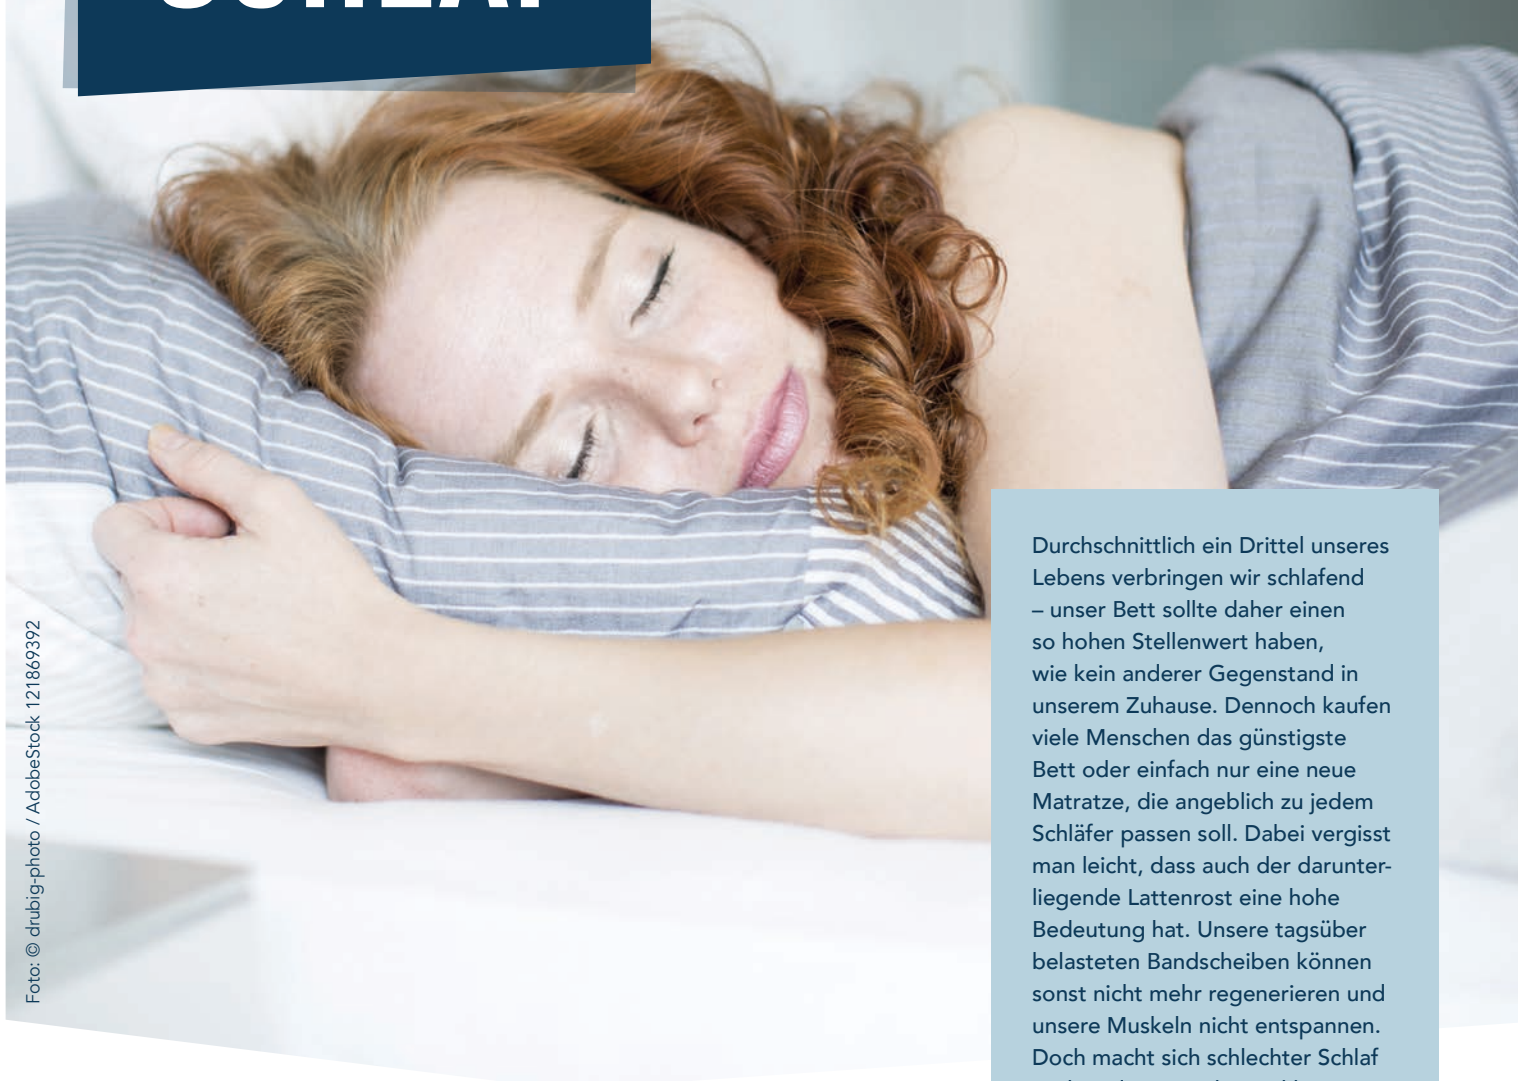 Durchschnittlich ein Drittel unseres
Lebens verbringen wir schlafend
– unser Bett sollte daher einen
so hohen Stellenwert haben,
wie kein anderer Gegenstand in
unserem Zuhause. Dennoch kaufen
viele Menschen das günstigste
Bett oder einfach nur eine neue
Matratze, die angeblich zu jedem
Schläfer passen soll. Dabei vergisst
man leicht, dass auch der darunter-
liegende Lattenrost eine hohe
Bedeutung hat. Unsere tagsüber
belasteten Bandscheiben können
sonst nicht mehr regenerieren und
unsere Muskeln nicht entspannen.
Doch macht sich schlechter Schlaf
Foto: © drubig-photo / AdobeStock 121869392